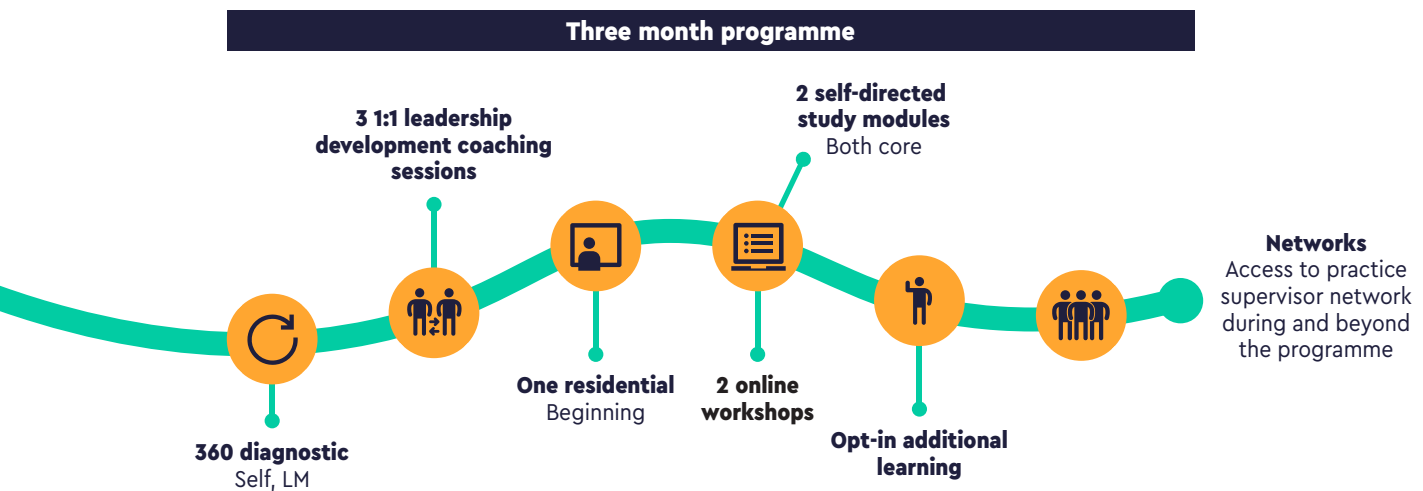 Three month programme
3 1:1 leadership
development coaching
sessions
2 self-directed
study modules
Both core
Networks
Access to practice
supervisor network
during and beyond
the programme
One residential
Beginning
2 online
workshops
Opt-in additional
learning
360 diagnostic
Self, LM